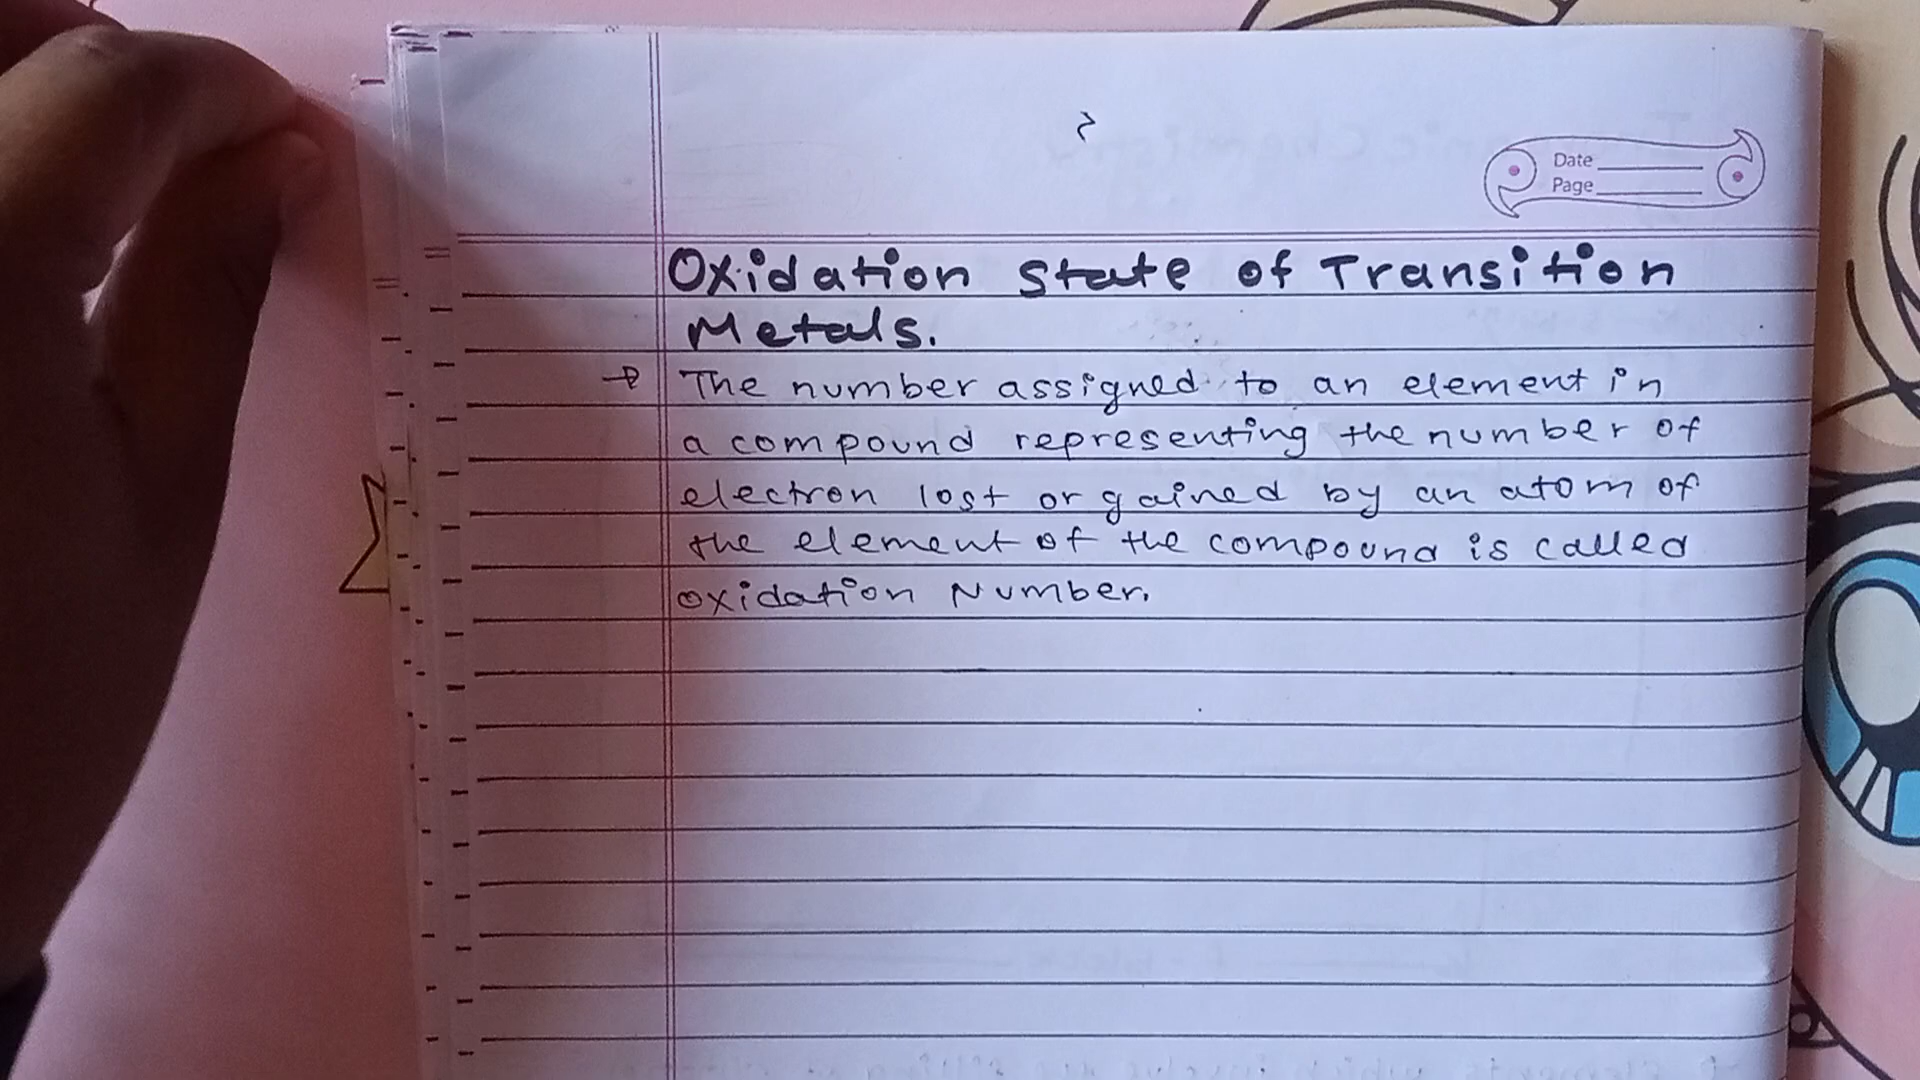 Date
Page
Oxidation state of Transition
Metals.
→ The number assigned to an element in
a compound representing the number of
electron lost or gained by an atom of
the element of the compound is called
oxidation Number.